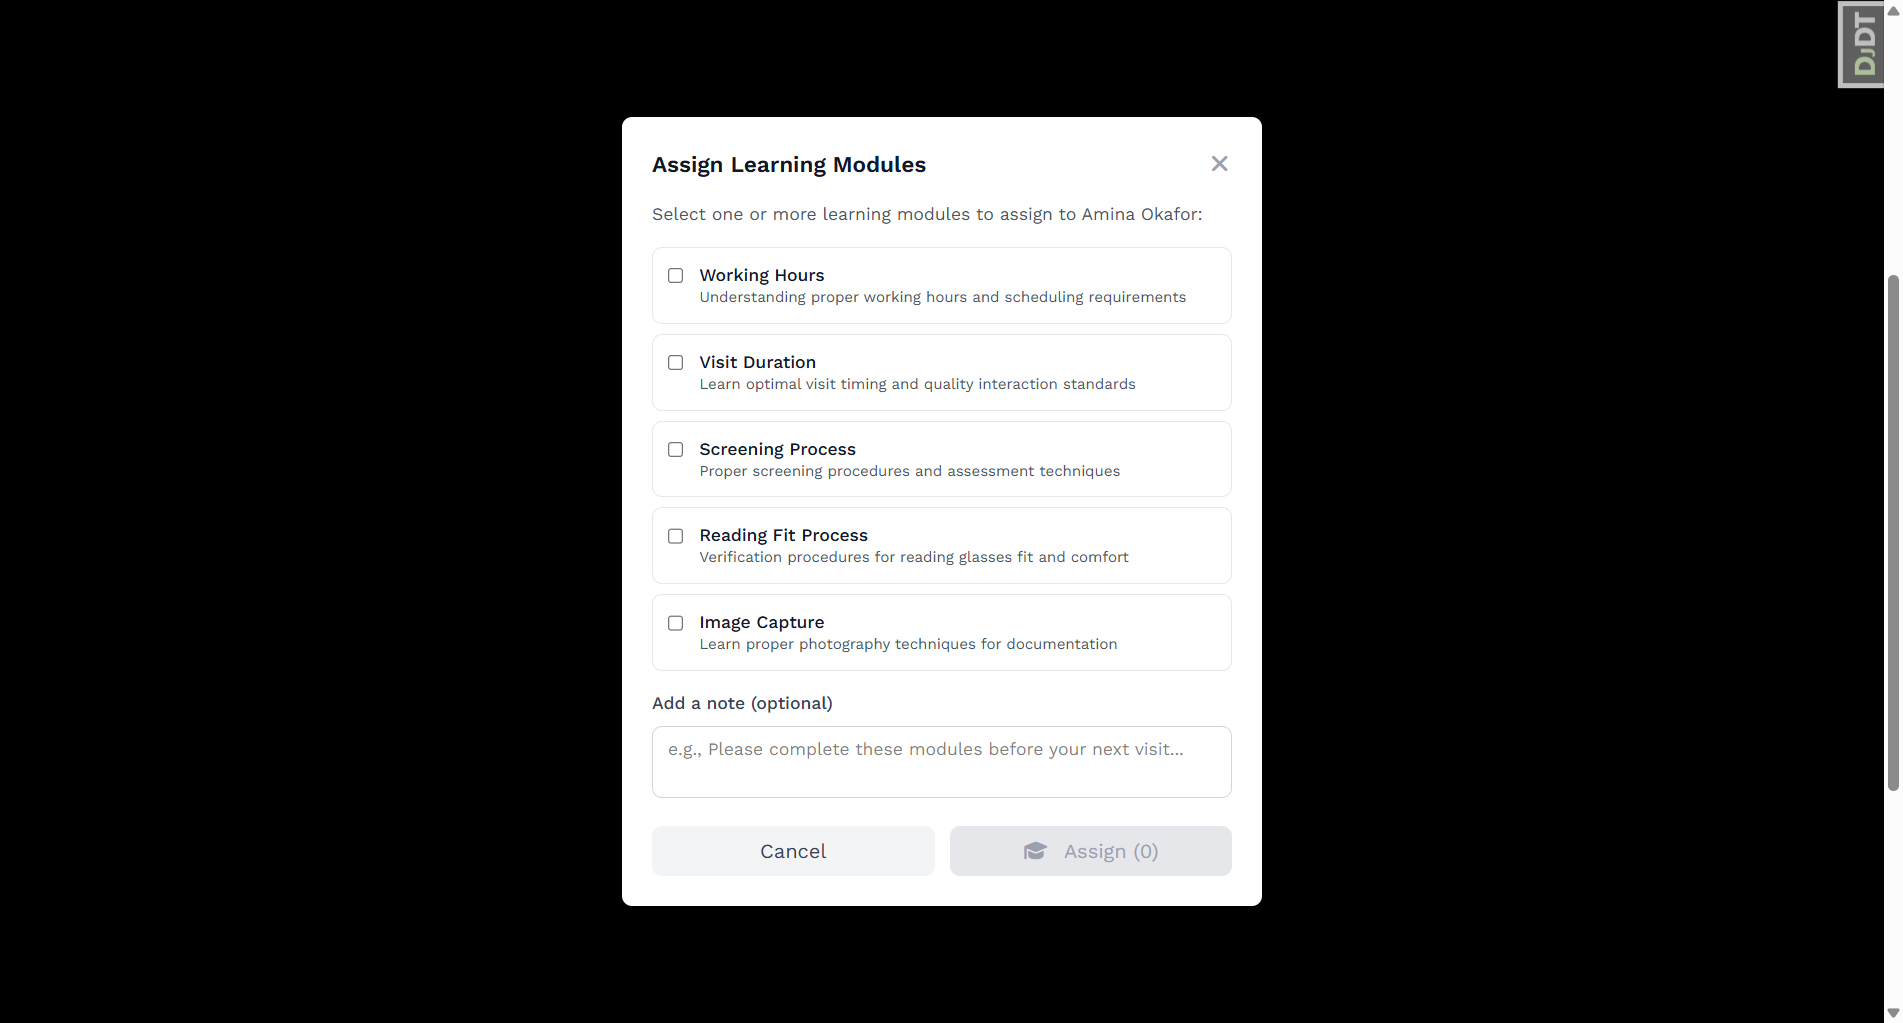 DJDT
Assign Learning Modules
Select one or more learning modules to assign to Amina Okafor:
Working Hours
Understanding proper working hours and scheduling requirements
Visit Duration
Learn optimal visit timing and quality interaction standards
Screening Process
Proper screening procedures and assessment techniques
Reading Fit Process
Verification procedures for reading glasses fit and comfort
Image Capture
Learn proper photography techniques for documentation
Add a note (optional)
e.g., Please complete these modules before your next visit...
Cancel
Assign (0)